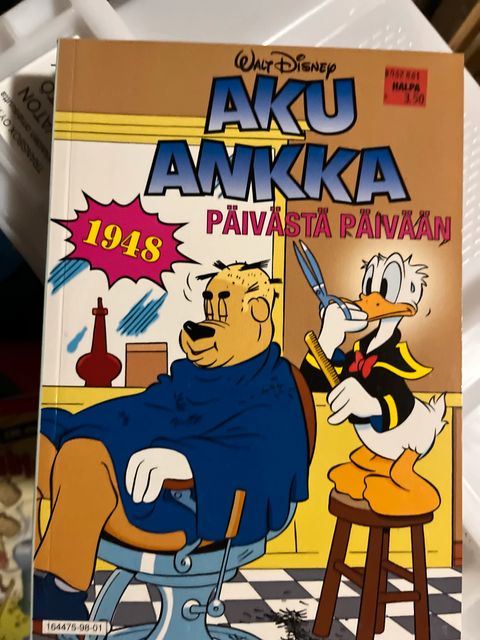 WALT DISNEY
AKU
ANKKA
PÄIVÄSTÄ PÄIVÄÄN
1948
HALPA
3.50
164475-98-01